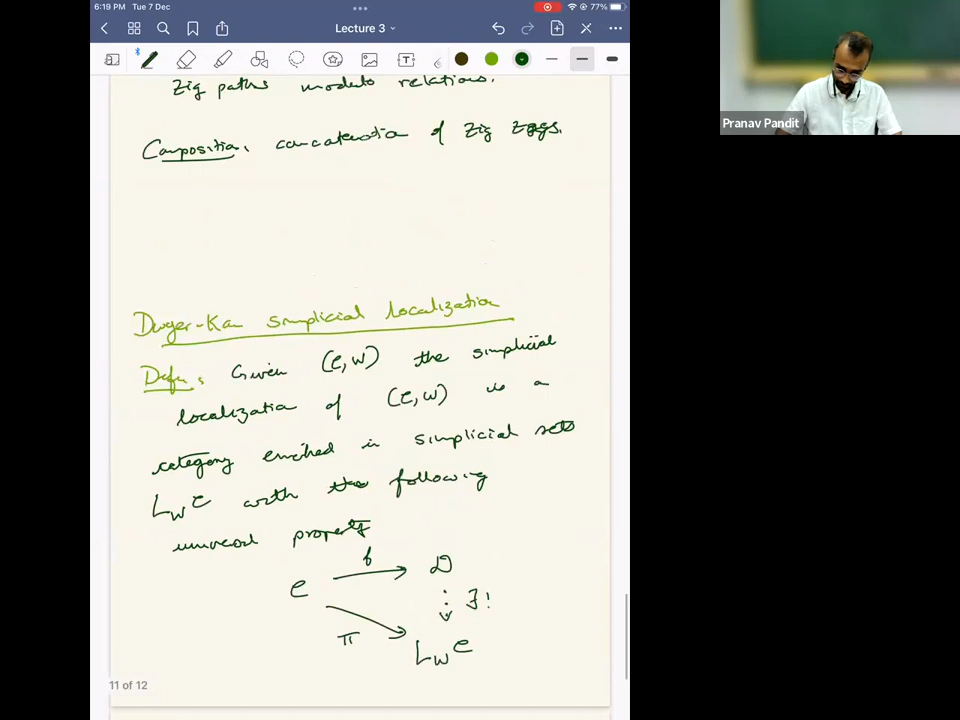 6:19 PM Tue 7 Dec
77%
Lecture 3
Zig paths modulo relations.
Composition. concatenation of Zig Zags.
Dwyer-Kan simplicial localization
Defn. Given (C, W) the simplicial
localization of (C, W) is a
category enriched in simplicial sets
L_W C with the following
universal property
C f D
∃!
π
L_W C
11 of 12
Pranav Pandit